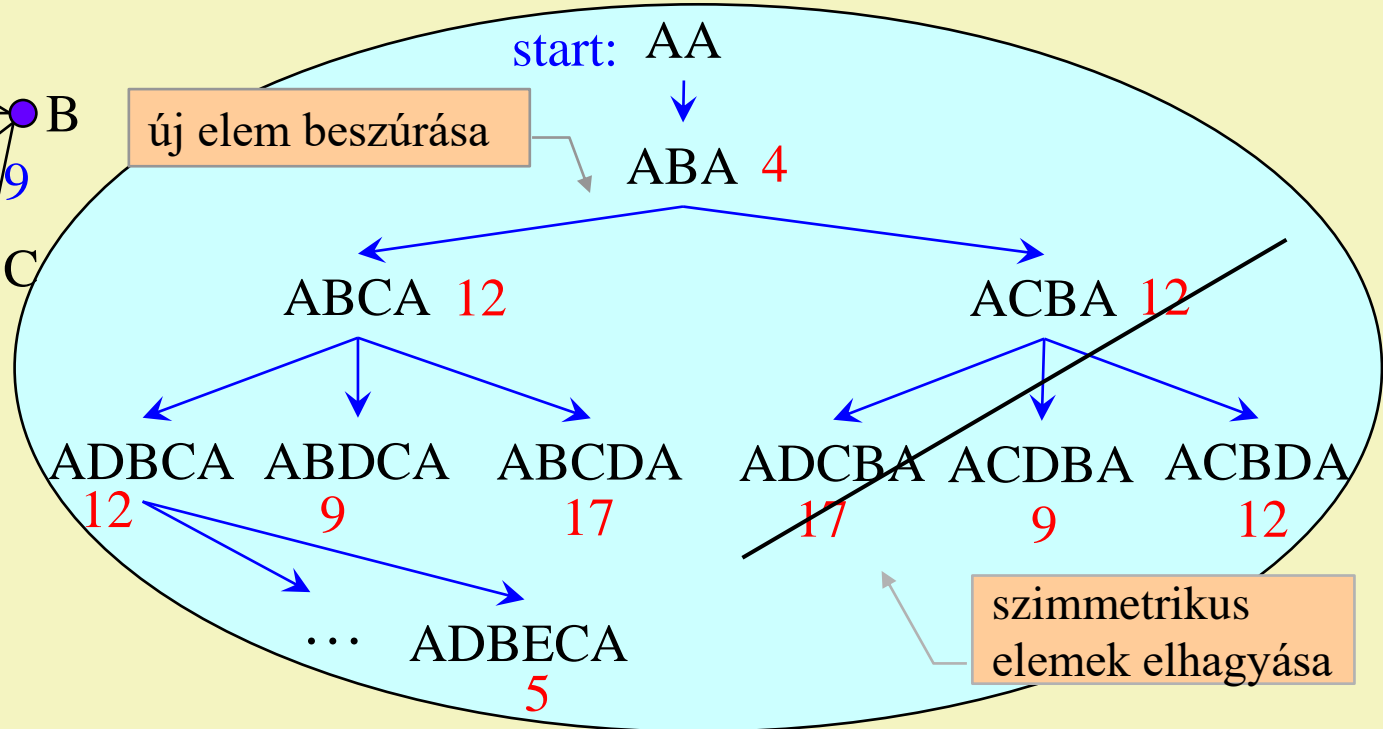 start: AA
B
új elem beszúrása
ABA 4
9
C
ABCA 12
ACBA 12
ADBCA ABDCA ABCDA ADCBA ACDBA ACBDA
12 9 17 17 9 12
szimmetrikus
elemek elhagyása
... ADBECA
5